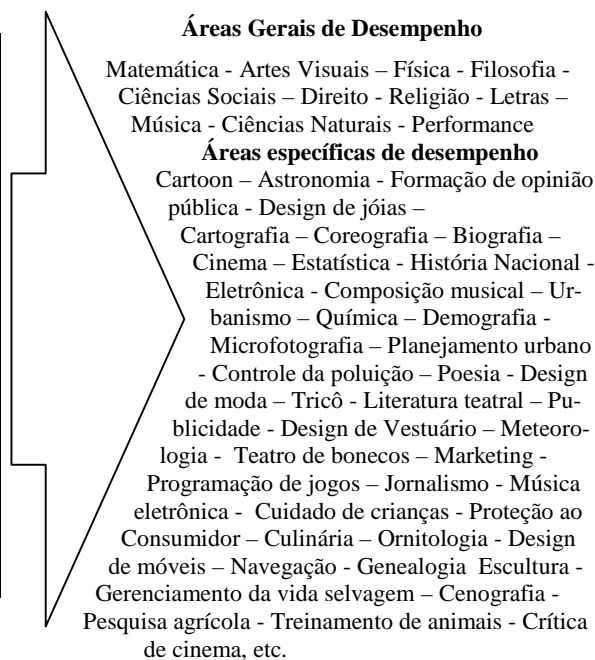 Áreas Gerais de Desempenho
Matemática - Artes Visuais – Física - Filosofia -
Ciências Sociais – Direito - Religião - Letras –
Música - Ciências Naturais - Performance
Áreas específicas de desempenho
Cartoon – Astronomia - Formação de opinião
pública - Design de jóias –
Cartografia – Coreografia – Biografia –
Cinema – Estatística - História Nacional -
Eletrônica - Composição musical – Ur-
banismo – Química – Demografia -
Microfotografia – Planejamento urbano
- Controle da poluição – Poesia - Design
de moda – Tricô - Literatura teatral – Pu-
blicidade - Design de Vestuário – Meteoro-
logia - Teatro de bonecos – Marketing -
Programação de jogos – Jornalismo - Música
eletrônica - Cuidado de crianças - Proteção ao
Consumidor – Culinária – Ornitologia - Design
de móveis – Navegação - Genealogia Escultura -
Gerenciamento da vida selvagem – Cenografia -
Pesquisa agrícola - Treinamento de animais - Crítica
de cinema, etc.